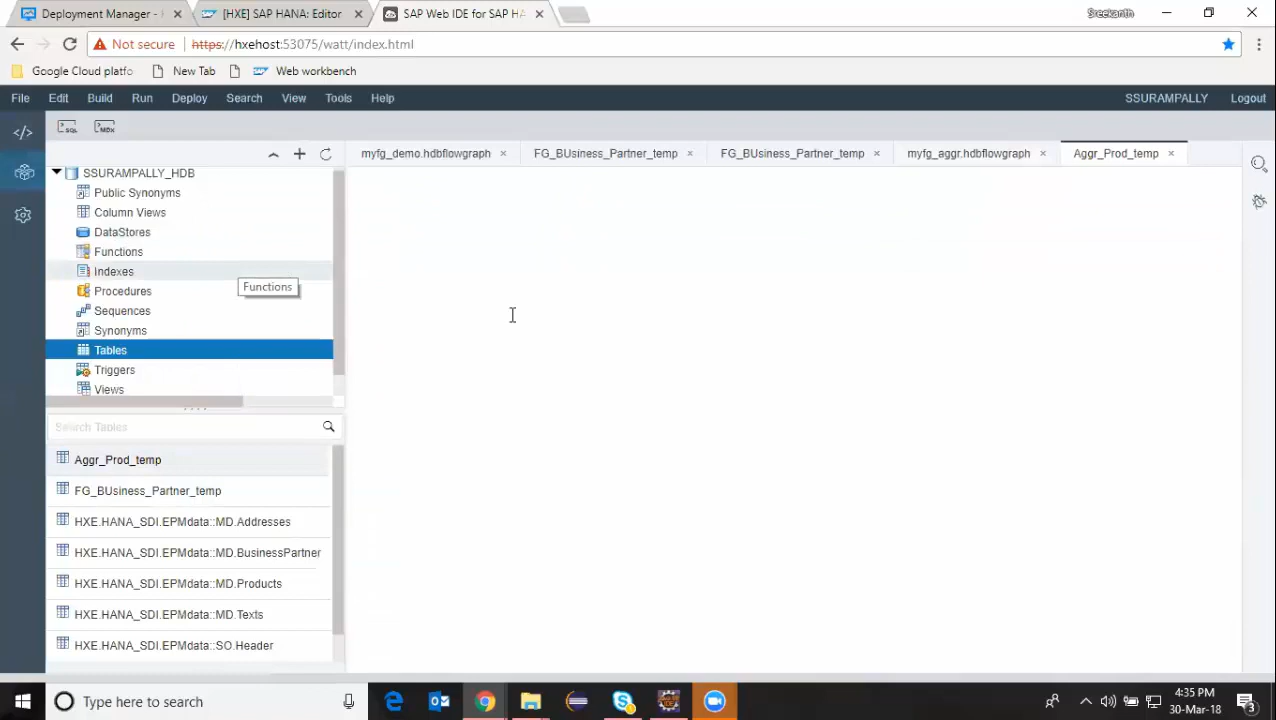 Deployment Manager -
[HXE] SAP HANA: Editor
SAP Web IDE for SAP HA
Sreekanth
Not secure
https://hxehost:53075/watt/index.html
Google Cloud platfo
New Tab
Web workbench
File Edit Build Run Deploy Search View Tools Help
SSURAMPALLY
Logout
SQL
MDX
myfg_demo.hdbflowgraph
FG_BUsiness_Partner_temp
FG_BUsiness_Partner_temp
myfg_aggr.hdbflowgraph
Aggr_Prod_temp
SSURAMPALLY_HDB
Public Synonyms
Column Views
DataStores
Functions
Indexes
Functions
Procedures
Sequences
Synonyms
Tables
Triggers
Views
Search Tables
Aggr_Prod_temp
FG_BUsiness_Partner_temp
HXE.HANA_SDI.EPMdata::MD.Addresses
HXE.HANA_SDI.EPMdata::MD.BusinessPartner
HXE.HANA_SDI.EPMdata::MD.Products
HXE.HANA_SDI.EPMdata::MD.Texts
HXE.HANA_SDI.EPMdata::SO.Header
Type here to search
4:35 PM
30-Mar-18
3